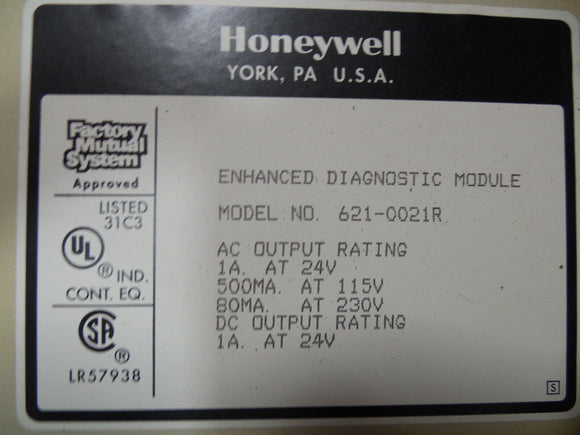 Honeywell
YORK, PA U.S.A.
Factory
Mutual
System
Approved
LISTED
31C3
UL
®
IND.
CONT. EQ.
SA
®
LR57938
ENHANCED DIAGNOSTIC MODULE
MODEL NO. 621-0021R
AC OUTPUT RATING
1A. AT 24V
500MA. AT 115V
80MA. AT 230V
DC OUTPUT RATING
1A. AT 24V
S